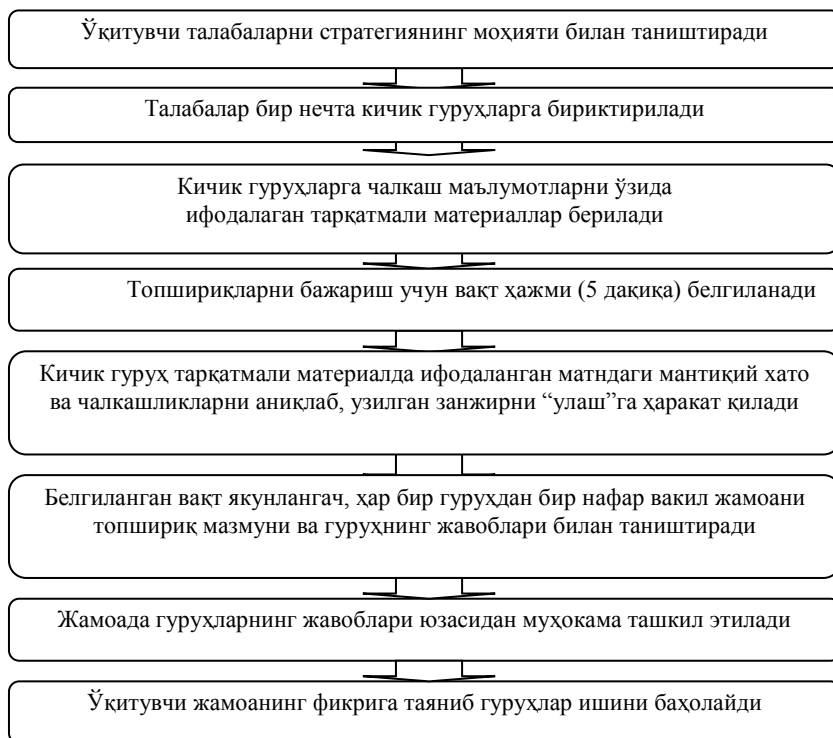 Ўқитувчи талабаларни стратегиянинг моҳияти билан таништиради
Талабалар бир нечта кичик гуруҳларга бириктирилади
Кичик гуруҳларга чалкаш маълумотларни ўзида
ифодалаган тарқатмали материаллар берилади
Топшириқларни бажариш учун вақт ҳажми (5 дақиқа) белгиланади
Кичик гуруҳ тарқатмали материалда ифодаланган матндаги мантиқий хато
ва чалкашликларни аниқлаб, узилган занжирни “улаш”га ҳаракат қилади
Белгиланган вақт якунлангач, ҳар бир гуруҳдан бир нафар вакил жамоани
топшириқ мазмуни ва гуруҳнинг жавоблари билан таништиради
Жамоада гуруҳларнинг жавоблари юзасидан муҳокама ташкил этилади
Ўқитувчи жамоанинг фикрига таяниб гуруҳлар ишини баҳолайди